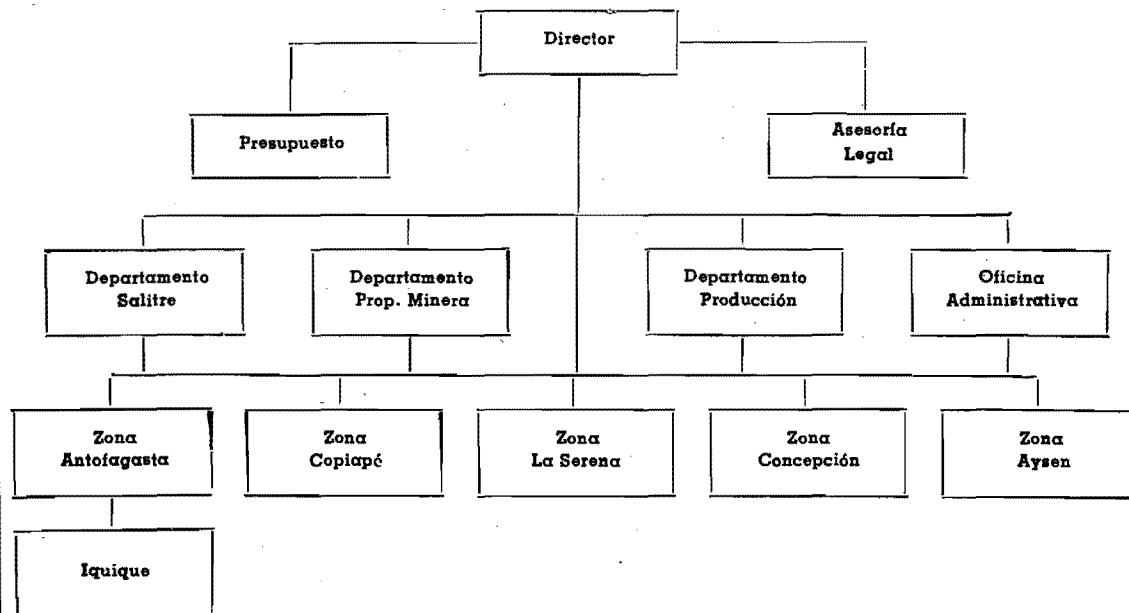 Director
Presupuesto
Asesoría
Legal
Departamento
Salitre
Departamento
Prop. Minera
Departamento
Producción
Oficina
Administrativa
Zona
Antofagasta
Zona
Copiapó
Zona
La Serena
Zona
Concepción
Zona
Aysen
Iquique